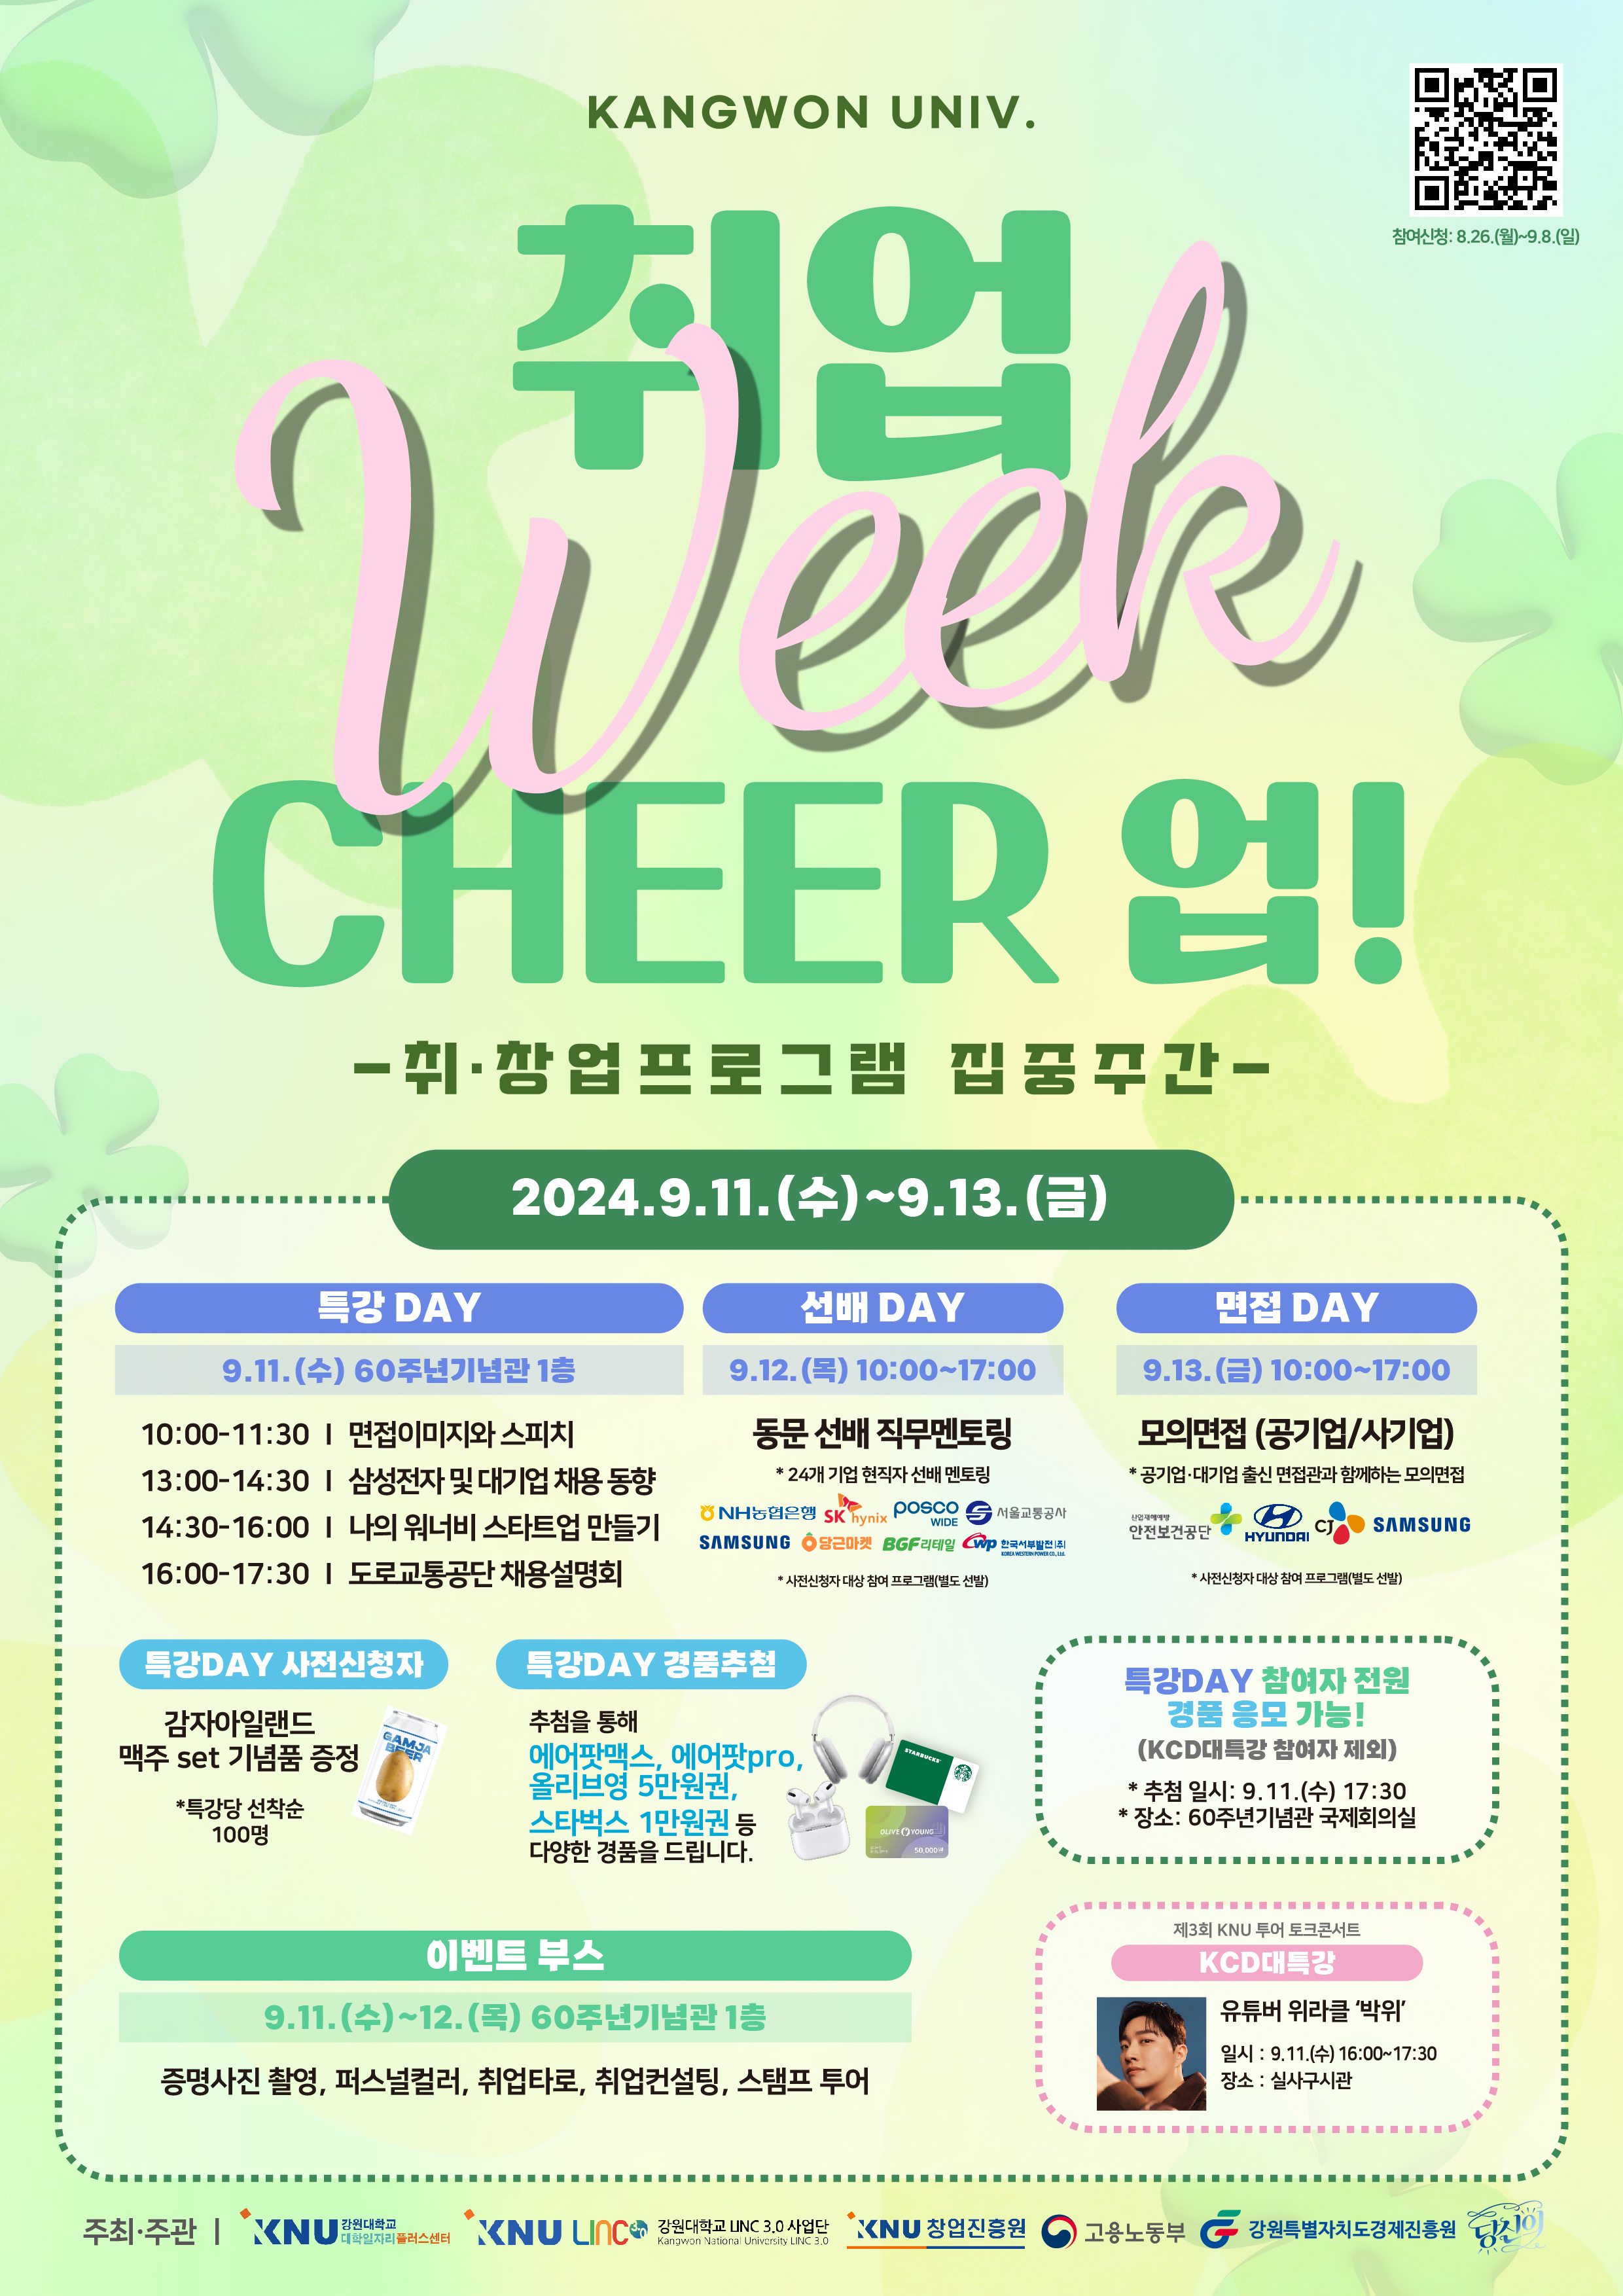 KANGWON UNIV.
참여신청: 8.26.(월)~9.8.(일)
취업
Week
CHEER 업!
-취·창업프로그램 집중주간-
2024.9.11.(수)~9.13.(금)
특강 DAY
9.11.(수) 60주년기념관 1층
10:00-11:30 | 면접이미지와 스피치
13:00-14:30 | 삼성전자 및 대기업 채용 동향
14:30-16:00 | 나의 워너비 스타트업 만들기
16:00-17:30 | 도로교통공단 채용설명회
선배 DAY
9.12.(목) 10:00~17:00
동문 선배 직무멘토링
* 24개 기업 현직자 선배 멘토링
NH농협은행 SK hynix posco WIDE 서울교통공사
SAMSUNG 당근마켓 BGF리테일 cwp 한국서부발전(주)
KOREA WESTERN POWER CO., Ltd.
* 사전신청자 대상 참여 프로그램(별도 선발)
면접 DAY
9.13.(금) 10:00~17:00
모의면접 (공기업/사기업)
* 공기업·대기업 출신 면접관과 함께하는 모의면접
산업재해예방
안전보건공단 HYUNDAI CJ SAMSUNG
* 사전신청자 대상 참여 프로그램(별도 선발)
특강DAY 사전신청자
감자아일랜드
맥주 set 기념품 증정
*특강당 선착순
100명
GAMJA
BEER
특강DAY 경품추첨
추첨을 통해
에어팟맥스, 에어팟pro,
올리브영 5만원권,
스타벅스 1만원권 등
다양한 경품을 드립니다.
STARBUCKS
OLIVE YOUNG
50,000원
특강DAY 참여자 전원
경품 응모 가능!
(KCD대특강 참여자 제외)
* 추첨 일시: 9.11.(수) 17:30
* 장소: 60주년기념관 국제회의실
이벤트 부스
9.11.(수)~12.(목) 60주년기념관 1층
증명사진 촬영, 퍼스널컬러, 취업타로, 취업컨설팅, 스탬프 투어
제3회 KNU 투어 토크콘서트
KCD대특강
유튜버 위라클 ‘박위’
일시 : 9.11.(수) 16:00~17:30
장소 : 실사구시관
주최·주관 | KNU 강원대학교 대학일자리플러스센터 KNU LINC 3.0 강원대학교 LINC 3.0 사업단 Kangwon National University LINC 3.0 KNU 창업진흥원 고용노동부 강원특별자치도경제진흥원 당신이